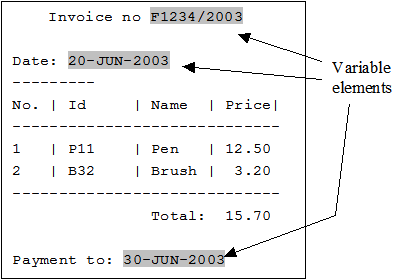 Invoice no F1234/2003
Date: 20-JUN-2003
---------
No. | Id | Name | Price|
-----------------------------
1 | P11 | Pen | 12.50
2 | B32 | Brush | 3.20
-----------------------------
Total: 15.70
Payment to: 30-JUN-2003
Variable
elements